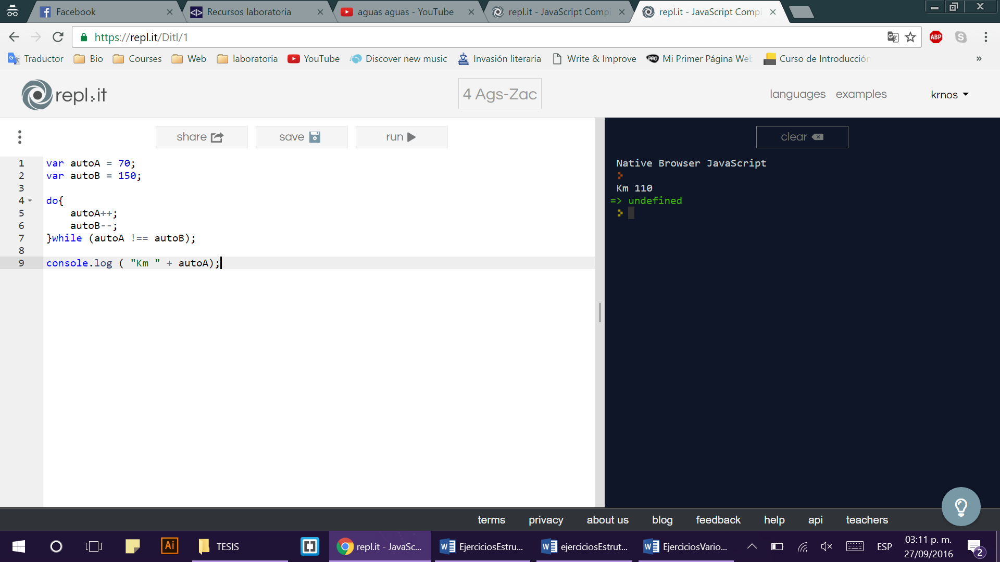 Facebook
Recursos laboratoria
aguas aguas - YouTube
repl.it - JavaScript Compi
repl.it - JavaScript Compi
https://repl.it/Ditl/1
ABP
Traductor
Bio
Courses
Web
laboratoria
YouTube
Discover new music
Invasión literaria
Write & Improve
Mi Primer Página Web
Curso de Introducción
»
repl.it
4 Ags-Zac
languages
examples
krnos
share
save
run
clear
1 var autoA = 70;
2 var autoB = 150;
3
4 do{
5 autoA++;
6 autoB--;
7 }while (autoA !== autoB);
8
9 console.log ( "Km " + autoA);
Native Browser JavaScript
Km 110
=> undefined
terms
privacy
about us
blog
feedback
help
api
teachers
Ai
TESIS
repl.it - JavaSc...
EjerciciosEstru...
ejerciciosEstrut...
EjerciciosVario...
ESP
03:11 p. m.
27/09/2016
2